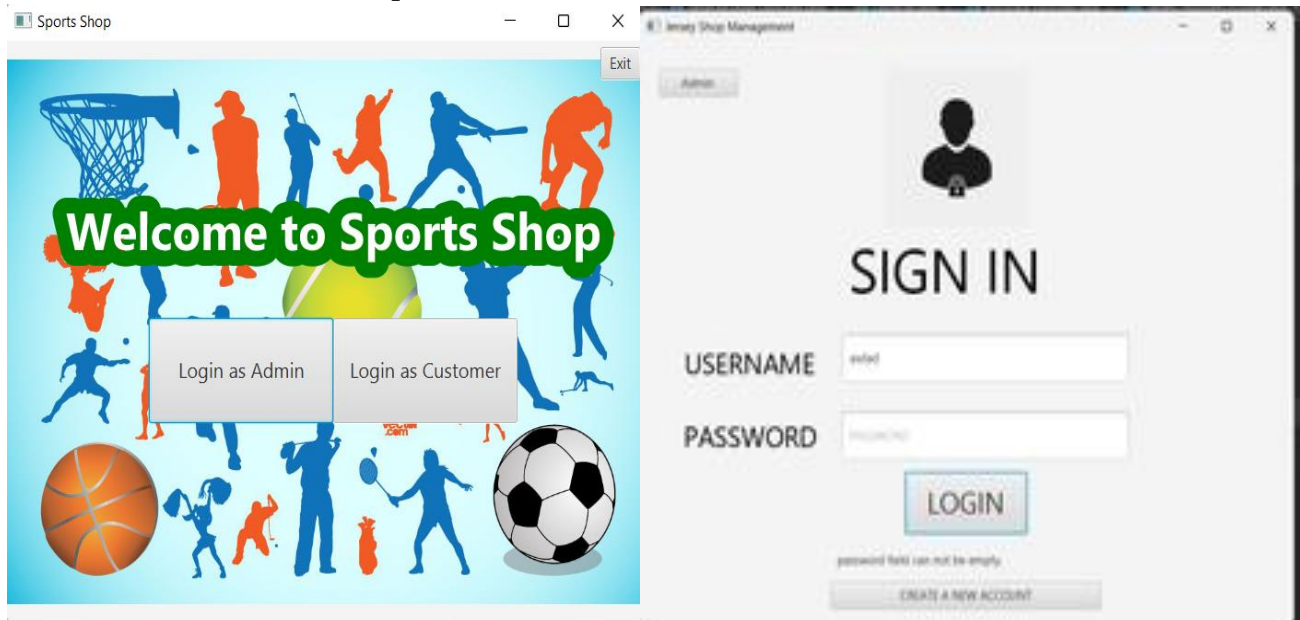 Sports Shop
Exit
Welcome to Sports Shop
Login as Admin
Login as Customer
.com
Jersey Shop Management
Admin
SIGN IN
USERNAME
PASSWORD
LOGIN
password field can not be empty
CREATE A NEW ACCOUNT